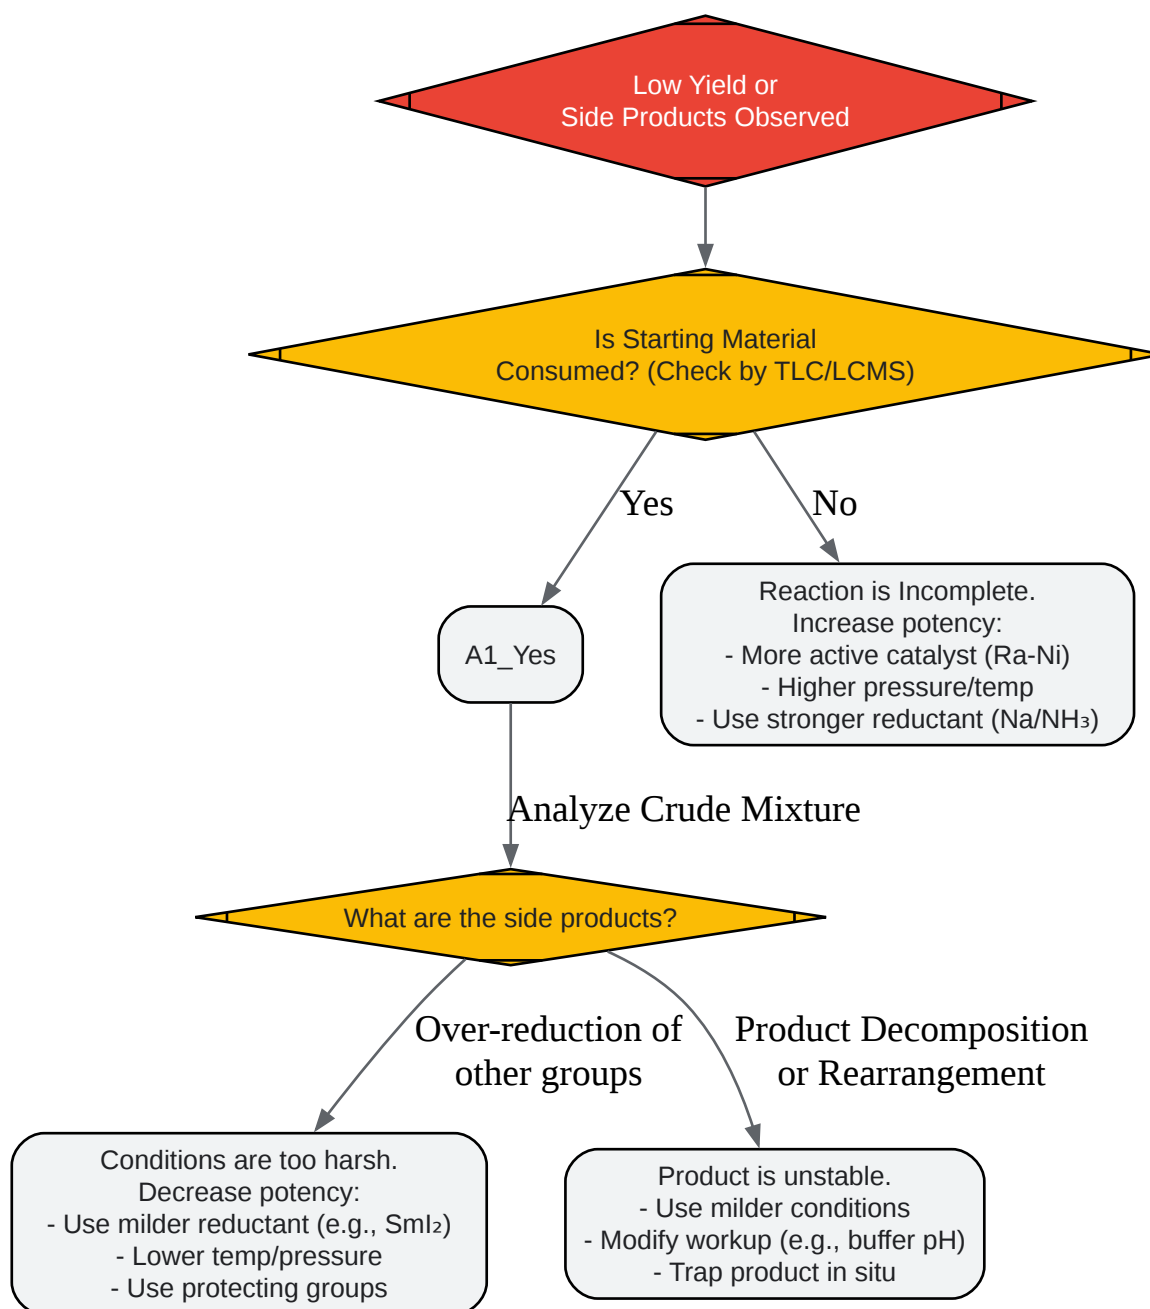 Low Yield or
Side Products Observed
Is Starting Material
Consumed? (Check by TLC/LCMS)
Yes
No
Reaction is Incomplete.
Increase potency:
- More active catalyst (Ra-Ni)
- Higher pressure/temp
- Use stronger reductant (Na/NH₃)
A1_Yes
Analyze Crude Mixture
What are the side products?
Over-reduction of
other groups
Product Decomposition
or Rearrangement
Conditions are too harsh.
Decrease potency:
- Use milder reductant (e.g., SmI₂)
- Lower temp/pressure
- Use protecting groups
Product is unstable.
- Use milder conditions
- Modify workup (e.g., buffer pH)
- Trap product in situ